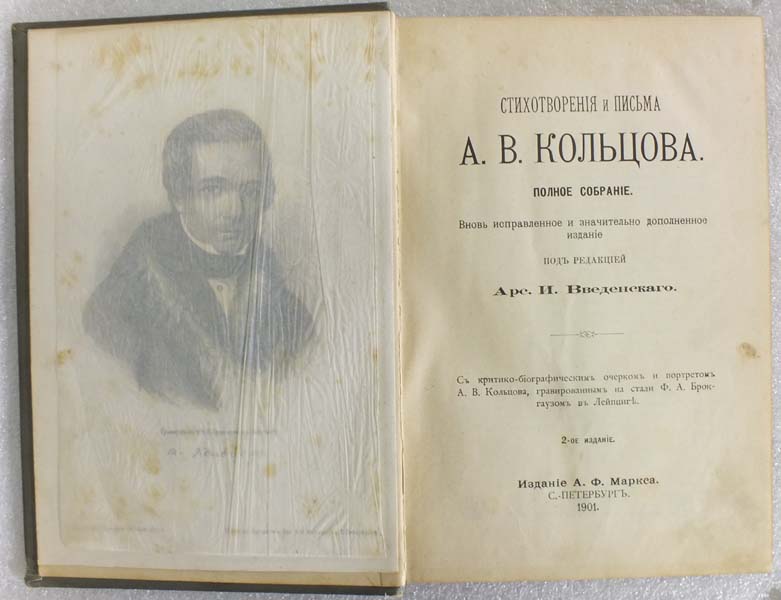 СТИХОТВОРЕНІЯ И ПИСЬМА
А. В. КОЛЬЦОВА.
ПОЛНОЕ СОБРАНІЕ.
Вновь исправленное и значительно дополненное
изданіе
ПОДЪ РЕДАКЦІЕЙ
Арс. И. Введенскаго.
Съ критико-біографическимъ очеркомъ и портретомъ
А. В. Кольцова, гравированнымъ на стали Ф. А. Брок-
гаузомъ въ Лейпцигѣ.
2-ое изданіе.
Изданіе А. Ф. Маркса.
С.-ПЕТЕРБУРГЪ.
1901.